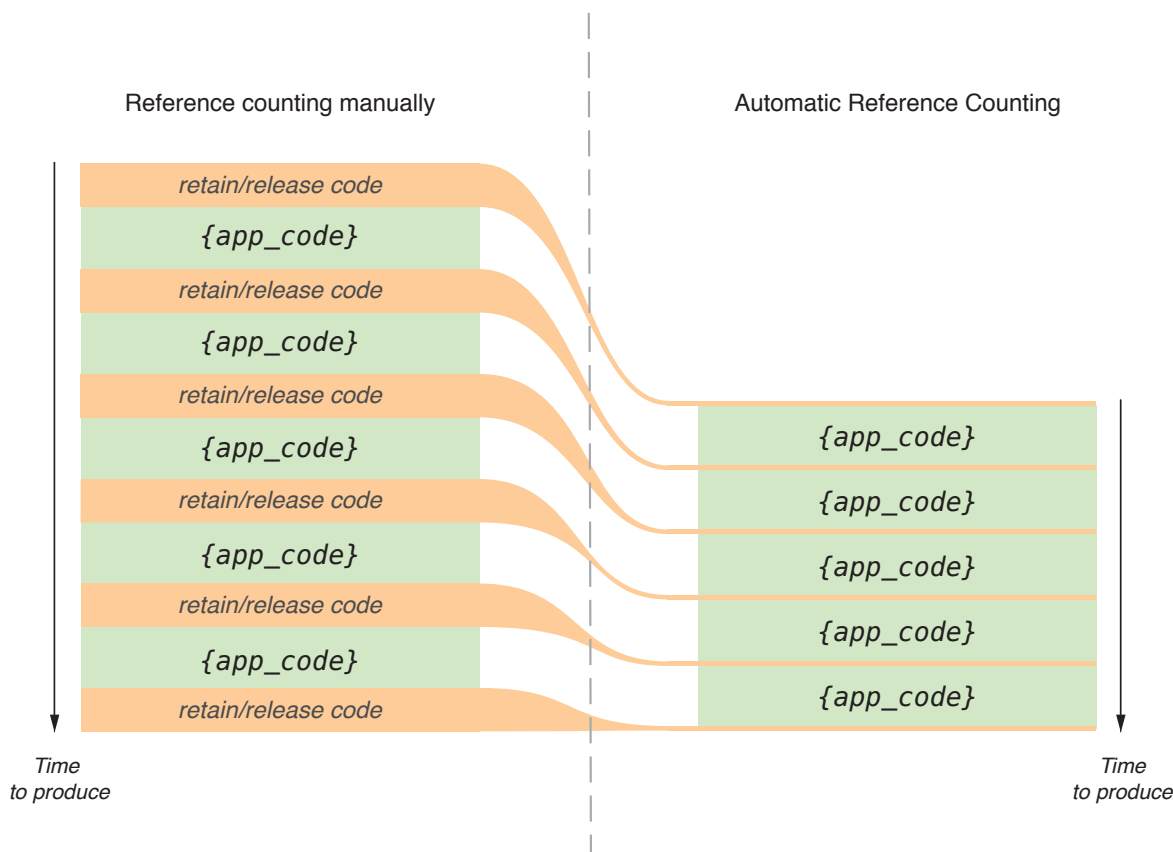 Reference counting manually
retain/release code
{app_code}
retain/release code
{app_code}
retain/release code
{app_code}
retain/release code
{app_code}
retain/release code
{app_code}
retain/release code
Time
to produce
Automatic Reference Counting
{app_code}
{app_code}
{app_code}
{app_code}
{app_code}
Time
to produce